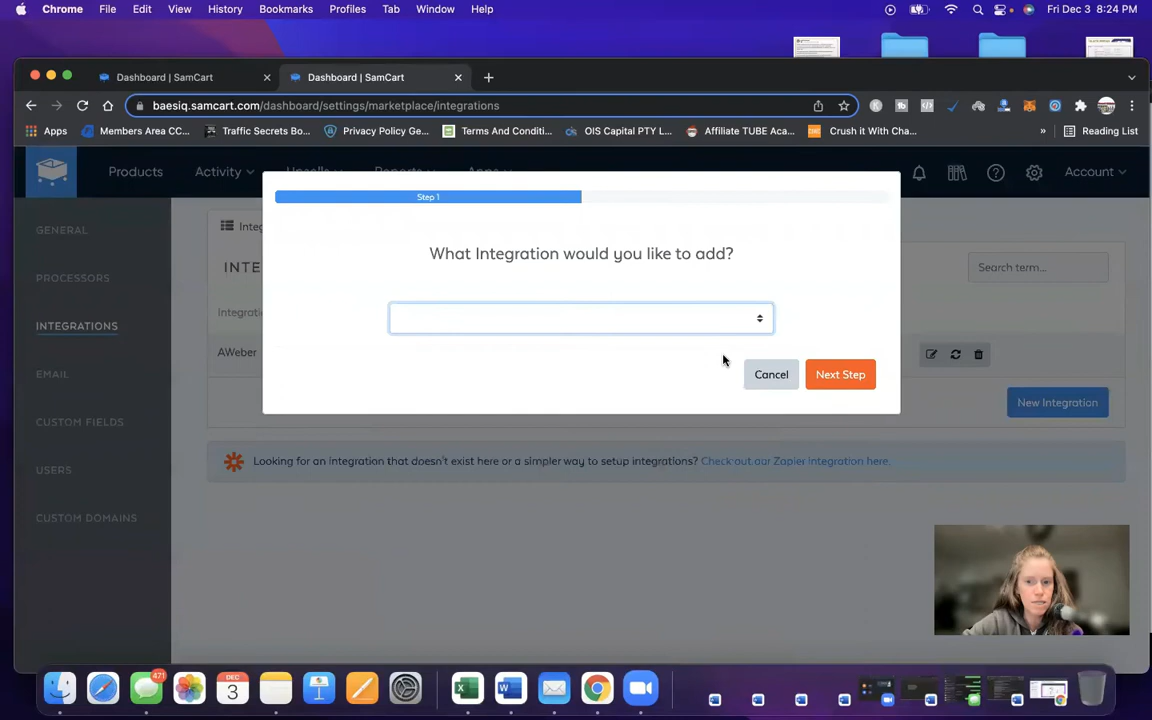 Chrome File Edit View History Bookmarks Profiles Tab Window Help Fri Dec 3 8:24 PM
Dashboard | SamCart Dashboard | SamCart
baesiq.samcart.com/dashboard/settings/marketplace/integrations
Apps Members Area CC... Traffic Secrets Bo... Privacy Policy Ge... Terms And Conditi... OIS Capital PTY L... Affiliate TUBE Aca... Crush it With Cha... » Reading List
Products Activity Upsells Reports Apps Account
Step 1
GENERAL
Integ
What Integration would you like to add?
INTE
Search term...
PROCESSORS
Integrati
INTEGRATIONS
AWeber
EMAIL
Cancel Next Step
New Integration
CUSTOM FIELDS
Looking for an integration that doesn't exist here or a simpler way to setup integrations? Check out our Zapier integration here.
USERS
CUSTOM DOMAINS
471
DEC
3